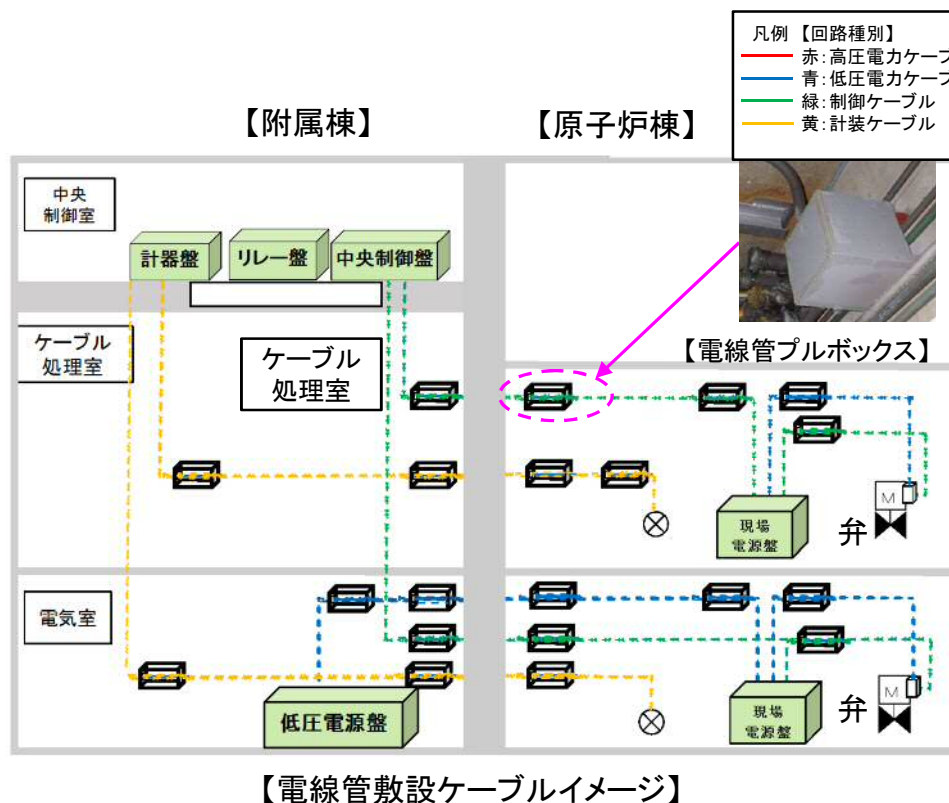 凡例 【回路種別】
赤：高圧電力ケーブ
青：低圧電力ケーブ
緑：制御ケーブル
黄：計装ケーブル
【附属棟】
【原子炉棟】
中央
制御室
計器盤
リレー盤
中央制御盤
【電線管プルボックス】
ケーブル
処理室
ケーブル
処理室
M
弁
現場
電源盤
電気室
低圧電源盤
M
弁
現場
電源盤
【電線管敷設ケーブルイメージ】